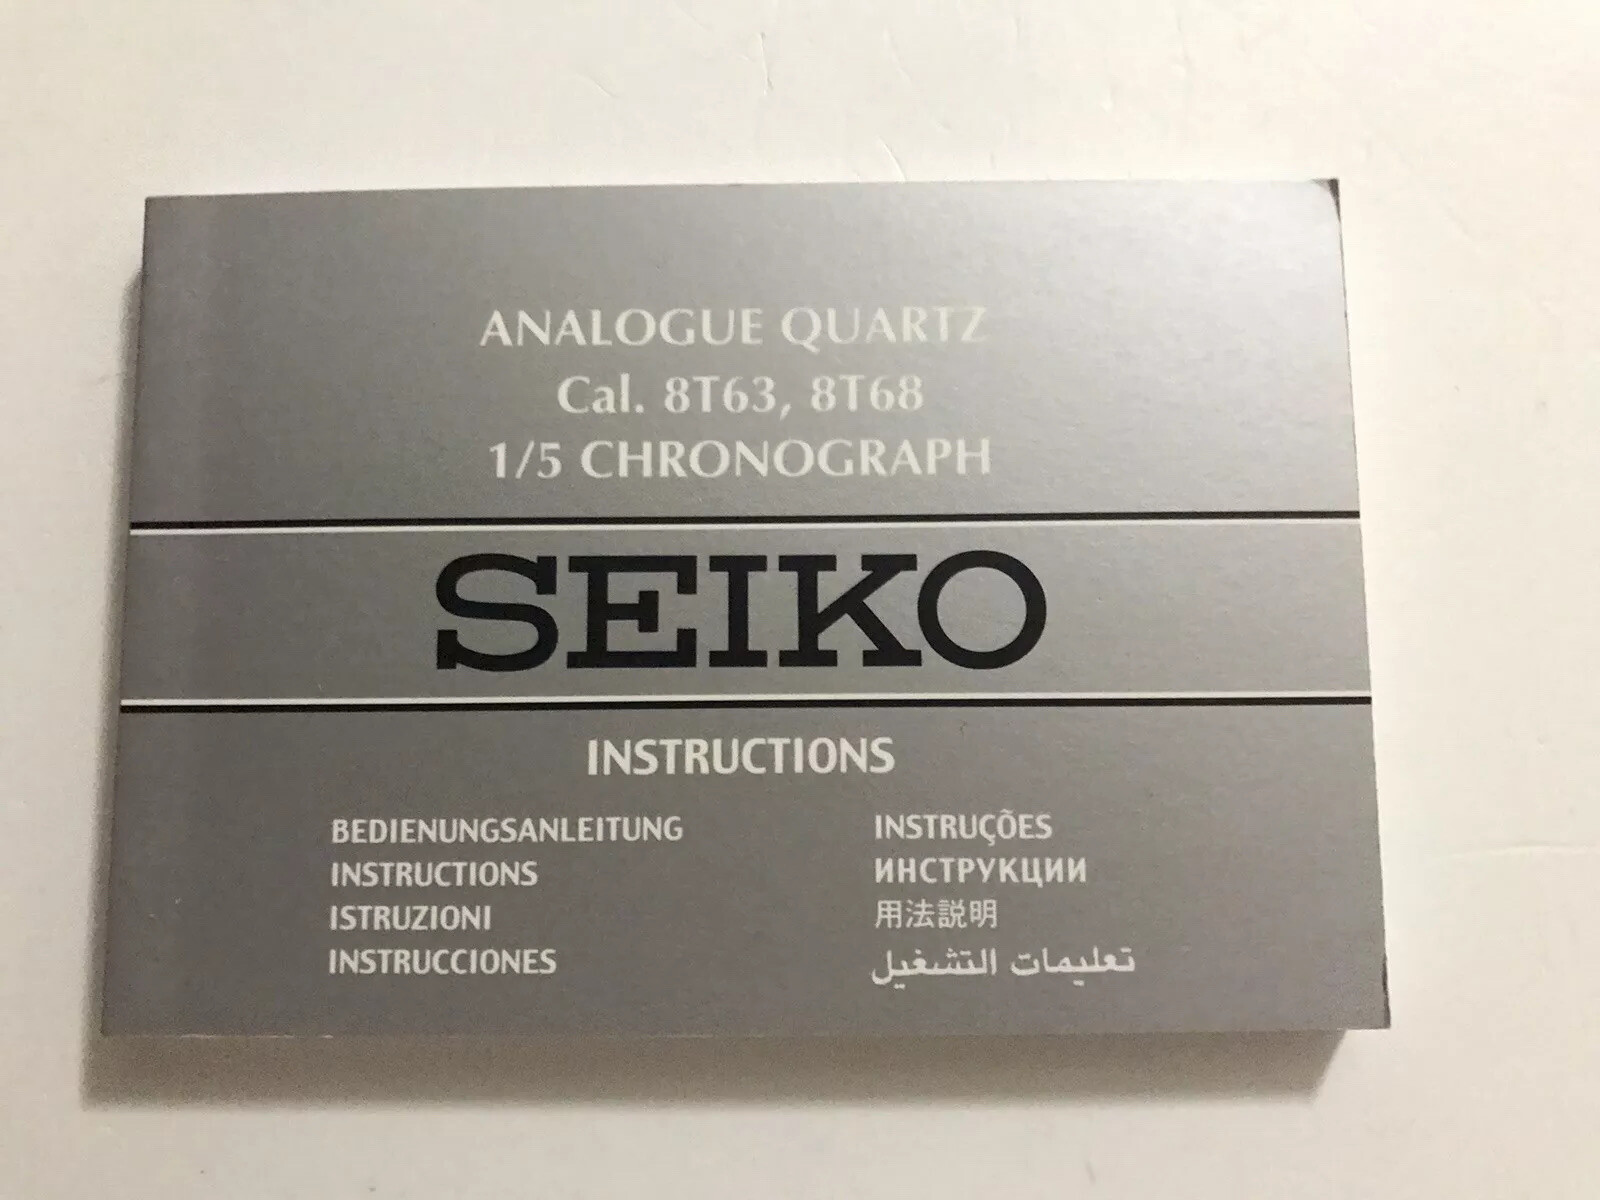 ANALOGUE QUARTZ
Cal. 8T63, 8T68
1/5 CHRONOGRAPH
SEIKO
INSTRUCTIONS
BEDIENUNGSANLEITUNG
INSTRUCTIONS
ISTRUZIONI
INSTRUCCIONES
INSTRUÇÕES
ИНСТРУКЦИИ
用法説明
تعليمات التشغيل